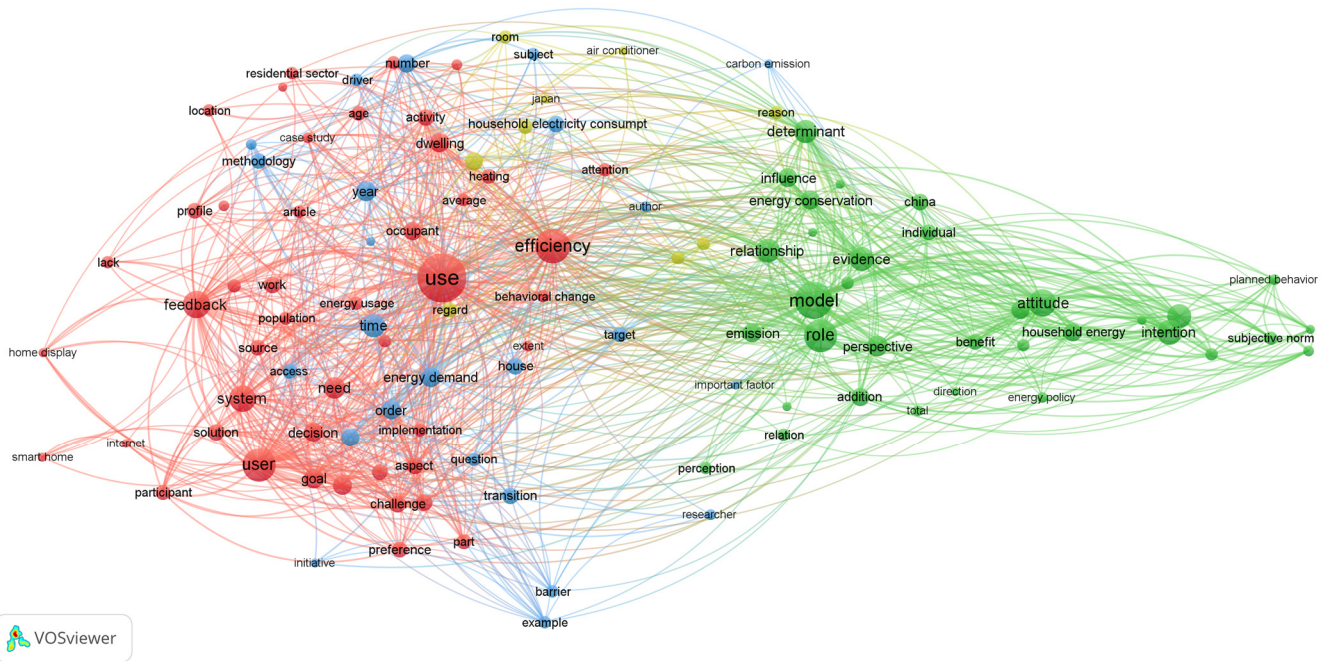 room
subject
air conditioner
number
carbon emission
residential sector
driver
japan
location
age
activity
reason
household electricity consumpt
determinant
case study
dwelling
methodology
attention
heating
influence
year
average
energy conservation
china
profile
article
author
occupant
individual
efficiency
relationship
evidence
lack
use
planned behavior
work
feedback
energy usage
behavioral change
model
attitude
regard
population
time
target
emission
role
household energy
intention
subjective norm
source
extent
perspective
benefit
home display
access
house
energy demand
important factor
system
need
addition
direction
energy policy
order
total
solution
decision
implementation
relation
internet
smart home
user
aspect
question
perception
goal
participant
challenge
transition
researcher
preference
part
initiative
barrier
example
VOSviewer